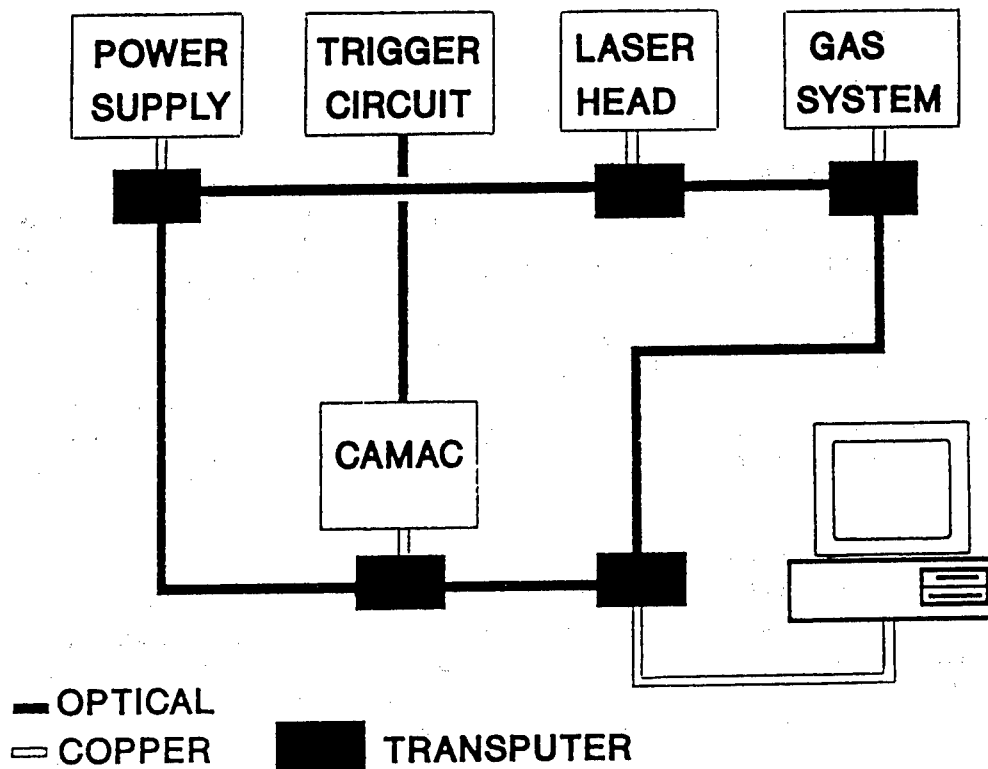 POWER
SUPPLY
TRIGGER
CIRCUIT
LASER
HEAD
GAS
SYSTEM
CAMAC
OPTICAL
COPPER
TRANSPUTER